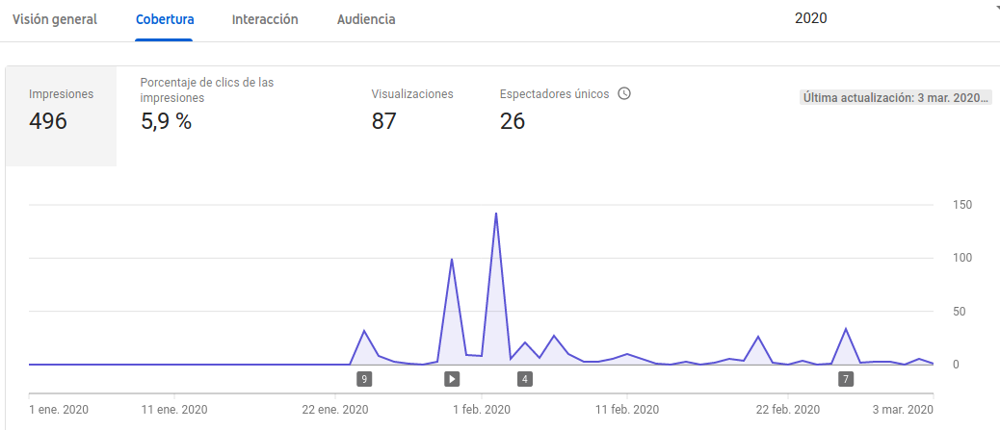 Visión general Cobertura Interacción Audiencia 2020
Impresiones
496
Porcentaje de clics de las
impresiones
5,9 %
Visualizaciones
87
Espectadores únicos
26
Última actualización: 3 mar. 2020…
150
100
50
0
9 4 7
1 ene. 2020 11 ene. 2020 22 ene. 2020 1 feb. 2020 11 feb. 2020 22 feb. 2020 3 mar. 2020